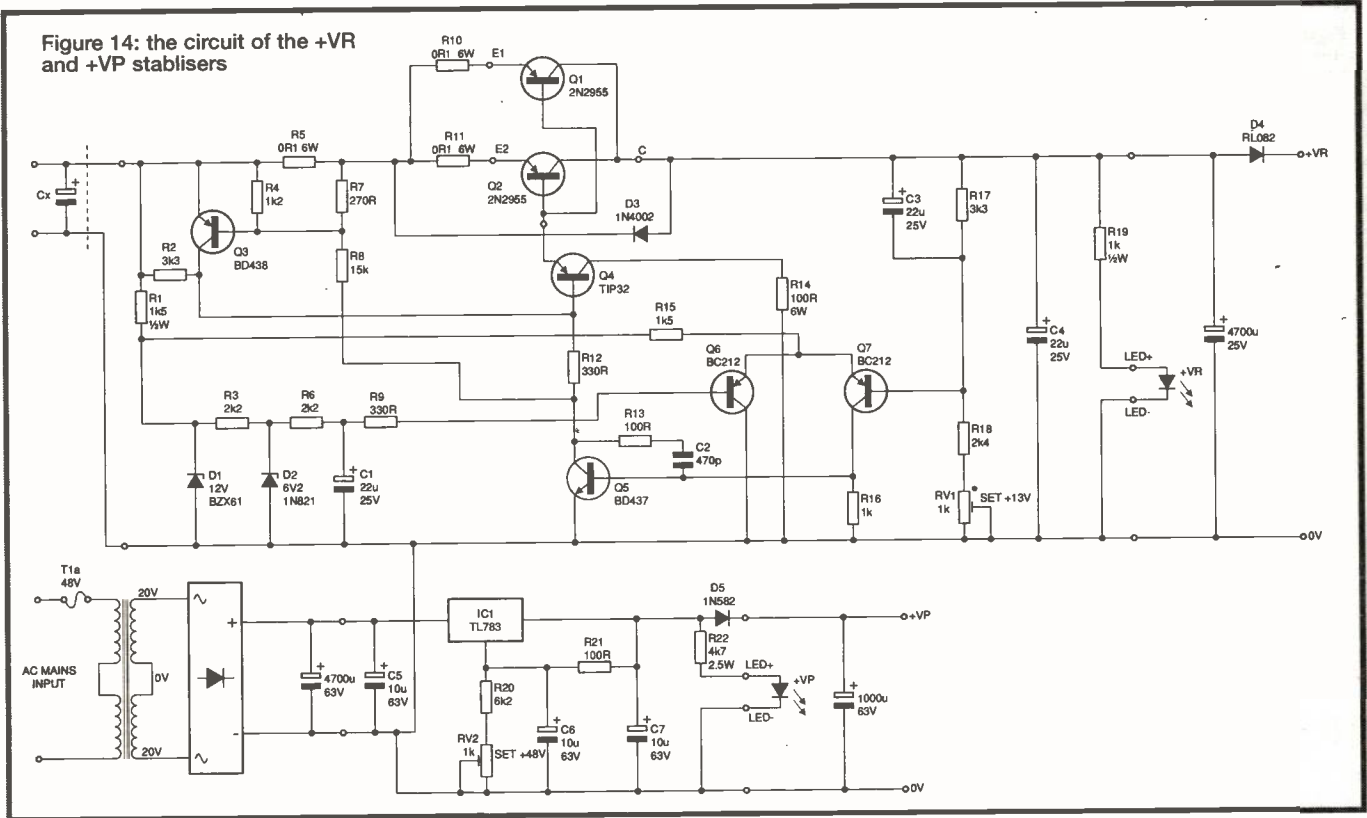 Figure 14: the circuit of the +VR
and +VP stablisers
R10
0R1 6W
E1
Q1
2N2955
R5
0R1 6W
R11
0R1 6W
E2
C
D4
RL082
+VR
Cx
+
R4
1k2
R7
270R
Q2
2N2955
D3
1N4002
C3
22u
25V
+
R17
3k3
R19
1k
½W
Q3
BD438
R2
3k3
R8
15k
Q4
TIP32
R14
100R
6W
R1
1k5
½W
R15
1k5
C4
22u
25V
+
4700u
25V
+
R12
330R
Q6
BC212
Q7
BC212
LED+
+VR
LED-
R3
2k2
R6
2k2
R9
330R
R13
100R
C2
470p
R18
2k4
D1
12V
BZX61
D2
6V2
1N821
C1
22u
25V
+
Q5
BD437
R16
1k
RV1
1k
SET +13V
0V
T1a
48V
20V
D5
1N582
IC1
TL783
+VP
+
R21
100R
R22
4k7
2.5W
LED+
AC MAINS
INPUT
0V
4700u
63V
+
C5
10u
63V
+
R20
6k2
+VP
1000u
63V
+
LED-
RV2
1k
SET +48V
C6
10u
63V
+
C7
10u
63V
+
20V
-
0V